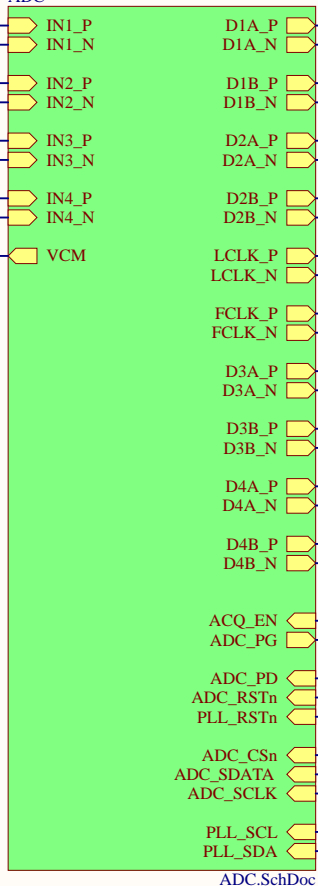 ADC
IN1_P D1A_P
IN1_N D1A_N
IN2_P D1B_P
IN2_N D1B_N
IN3_P D2A_P
IN3_N D2A_N
IN4_P D2B_P
IN4_N D2B_N
VCM LCLK_P
LCLK_N
FCLK_P
FCLK_N
D3A_P
D3A_N
D3B_P
D3B_N
D4A_P
D4A_N
D4B_P
D4B_N
ACQ_EN
ADC_PG
ADC_PD
ADC_RSTn
PLL_RSTn
ADC_CSn
ADC_SDATA
ADC_SCLK
PLL_SCL
PLL_SDA
ADC.SchDoc